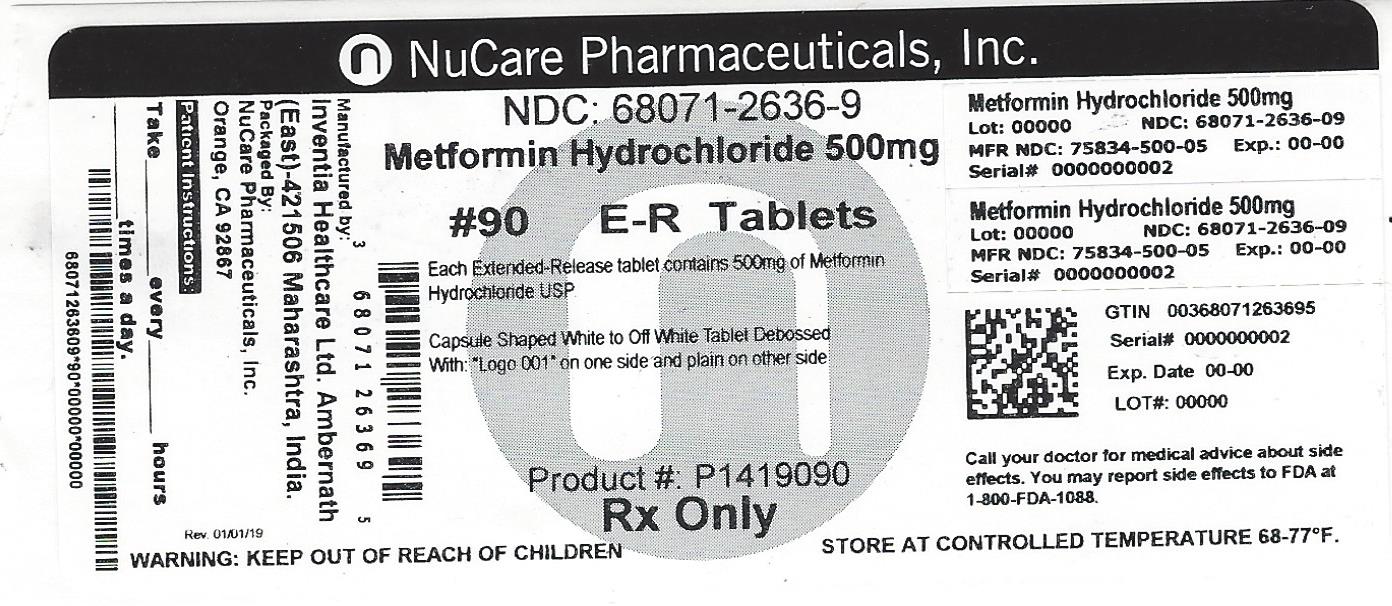 NuCare Pharmaceuticals, Inc.
NDC: 68071-2636-9
Metformin Hydrochloride 500mg
#90 E-R Tablets
Each Extended-Release tablet contains 500mg of Metformin
Hydrochloride USP
Capsule Shaped White to Off White Tablet Debossed
With: "Logo 001" on one side and plain on other side
Product #: P1419090
Rx Only
Manufactured by:
Inventia Healthcare Ltd. Ambernath
(East)-421506 Maharashtra, India.
Packaged By:
NuCare Pharmaceuticals, Inc.
Orange, CA 92867
Patent Instructions:
Take ______ every ______ hours
______ times a day.
68071263609*90*00000*00000
3 68071 26369 5
Metformin Hydrochloride 500mg
Lot: 00000 NDC: 68071-2636-09
MFR NDC: 75834-500-05 Exp.: 00-00
Serial# 0000000002
Metformin Hydrochloride 500mg
Lot: 00000 NDC: 68071-2636-09
MFR NDC: 75834-500-05 Exp.: 00-00
Serial# 0000000002
GTIN 00368071263695
Serial# 0000000002
Exp. Date 00-00
LOT#: 00000
Call your doctor for medical advice about side
effects. You may report side effects to FDA at
1-800-FDA-1088.
Rev. 01/01/19
WARNING: KEEP OUT OF REACH OF CHILDREN
STORE AT CONTROLLED TEMPERATURE 68-77°F.